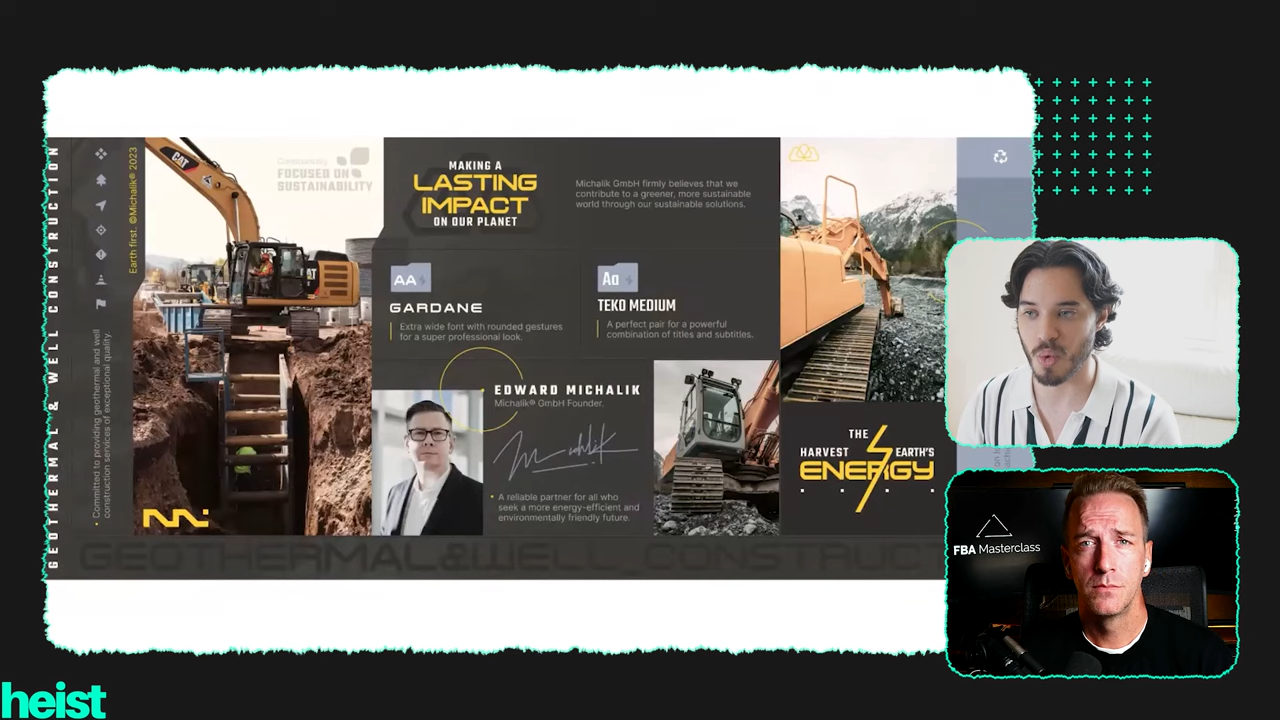 GEOTHERMAL & WELL CONSTRUCTION
Committed to providing geothermal and well
construction services of exceptional quality.
Earth first. ©Michalik® 2023
CAT
CAT
Consciously
FOCUSED ON
SUSTAINABILITY
MAKING A
LASTING
IMPACT
ON OUR PLANET
Michalik GmbH firmly believes that we
contribute to a greener, more sustainable
world through our sustainable solutions.
AA
GARDANE
Extra wide font with rounded gestures
for a super professional look.
Aa
TEKO MEDIUM
A perfect pair for a powerful
combination of titles and subtitles.
EDWARD MICHALIK
Michalik® GmbH Founder.
A reliable partner for all who
seek a more energy-efficient and
environmentally friendly future.
THE
HARVEST EARTH'S
ENERGY
GEOTHERMAL&WELL_CONSTRUCT
FBA Masterclass
heist